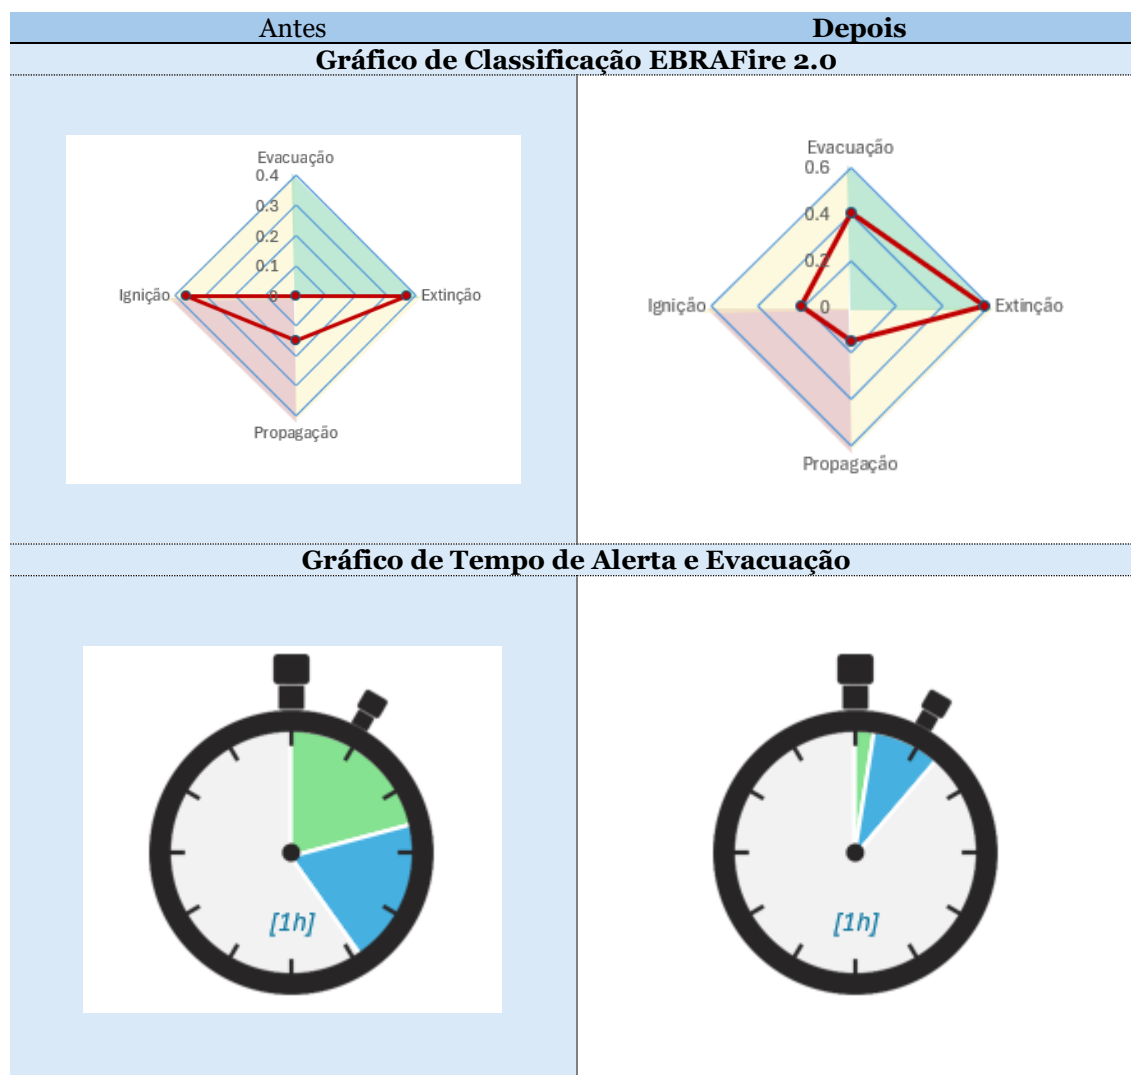 Antes
Depois
Gráfico de Classificação EBRAFire 2.0
Evacuação
0.4
0.3
0.2
0.1
0
Ignição
Extinção
Propagação
Evacuação
0.6
0.4
0.2
0
Ignição
Extinção
Propagação
Gráfico de Tempo de Alerta e Evacuação
[1h]
[1h]